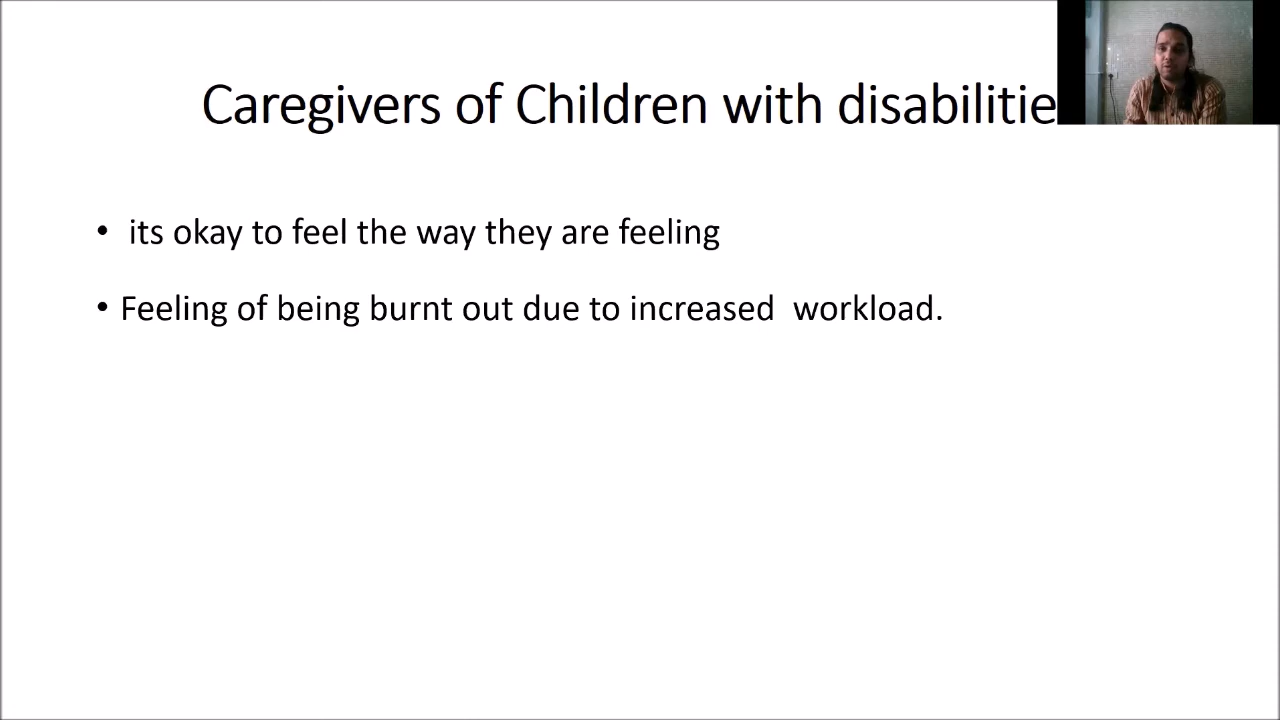 Caregivers of Children with disabilitie
• its okay to feel the way they are feeling
• Feeling of being burnt out due to increased workload.